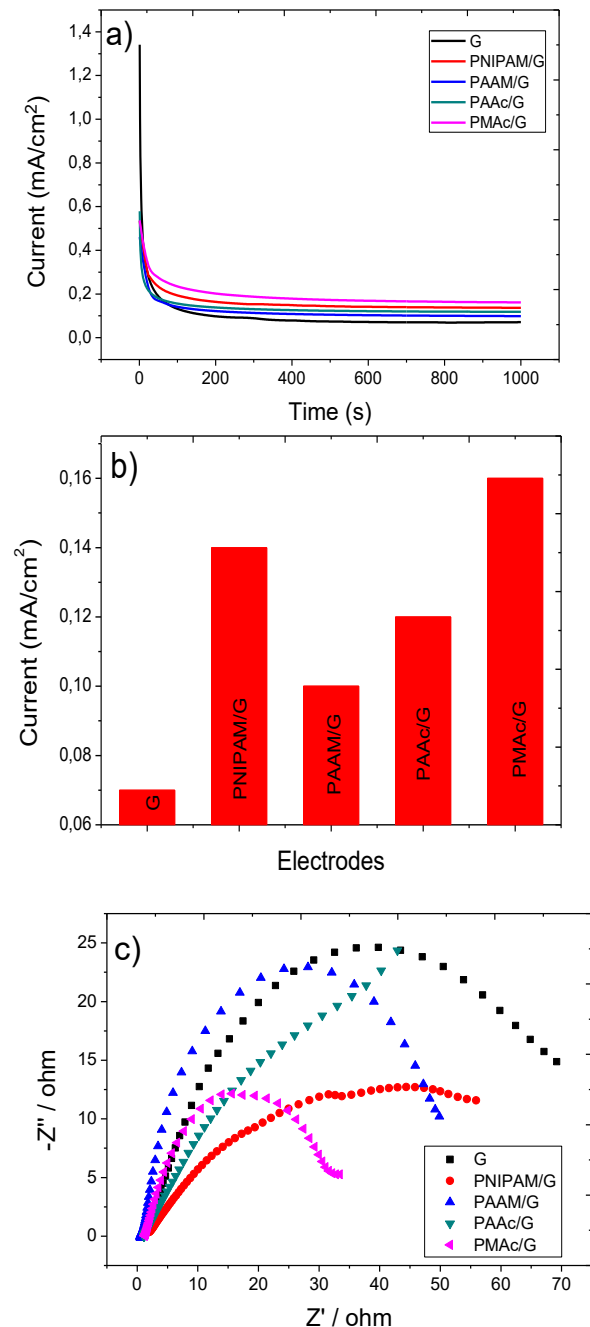 a)
G
PNIPAM/G
PAAM/G
PAAc/G
PMAc/G
1,4
1,2
1,0
0,8
0,6
0,4
0,2
0,0
Current (mA/cm²)
0 200 400 600 800 1000
Time (s)
b)
0,16
0,14
0,12
0,10
0,08
0,06
Current (mA/cm²)
G
PNIPAM/G
PAAM/G
PAAc/G
PMAc/G
Electrodes
c)
25
20
15
10
5
0
-Z'' / ohm
G
PNIPAM/G
PAAM/G
PAAc/G
PMAc/G
0 10 20 30 40 50 60 70
Z' / ohm